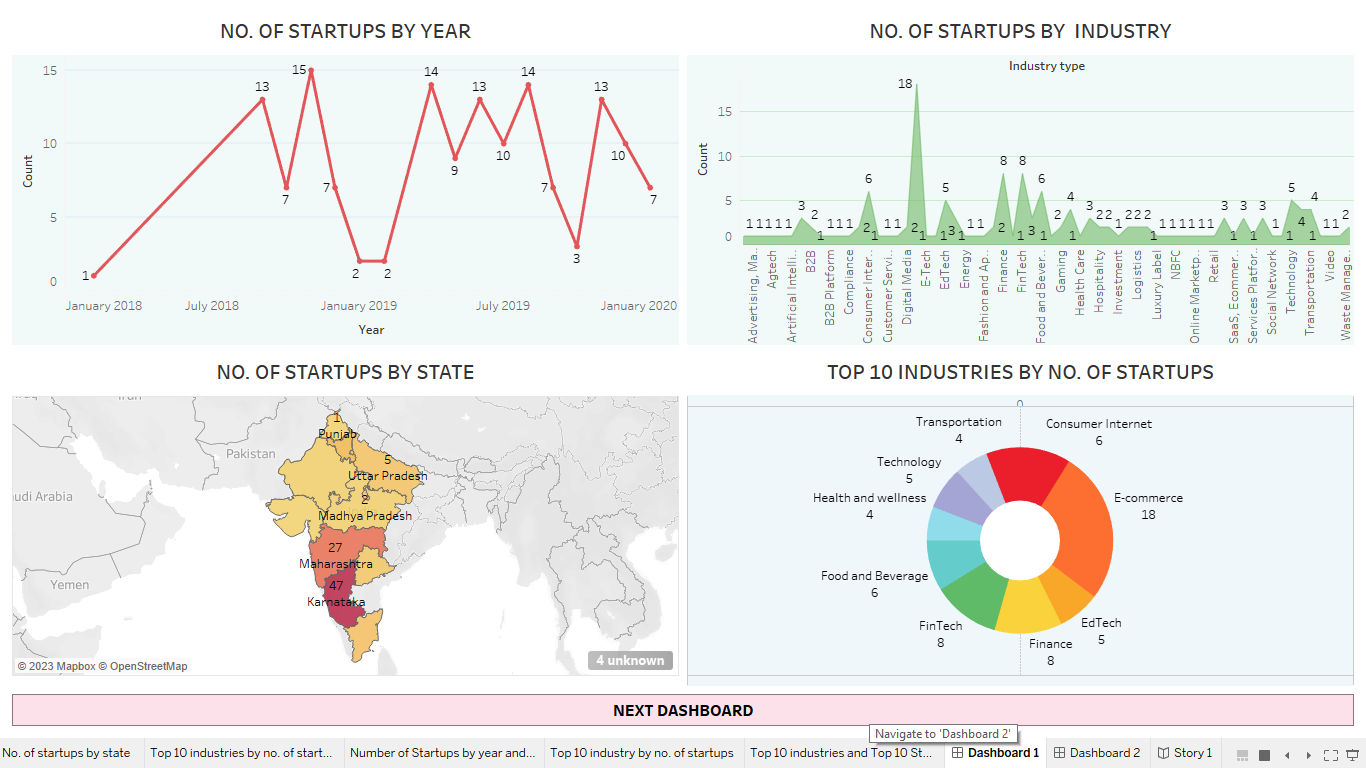 NO. OF STARTUPS BY YEAR
Count
15
10
5
0
1
13
7
15
7
2
2
14
9
13
10
14
7
3
13
10
7
January 2018 July 2018 January 2019 July 2019 January 2020
Year
NO. OF STARTUPS BY INDUSTRY
Industry type
Count
15
10
5
0
18
8 8
6 6
5 5
4 4
3 3 3 3 3
1 1 1 1 1 2 1 1 1 1 1 1 1 2 2 2 2 2 2 1 1 1 1 1 1 1 1 2
1 2 1 2 1 1 3 1 2 1 3 1 1 1 1 1 1 4 1
Advertising, Ma..
Agtech
Artificial Intelli..
B2B
B2B Platform
Compliance
Consumer Inter..
Customer Servi..
Digital Media
E-Tech
EdTech
Energy
Fashion and Ap..
Finance
FinTech
Food and Bever..
Gaming
Health Care
Hospitality
Investment
Logistics
Luxury Label
NBFC
Online Marketp..
Retail
SaaS, Ecommer..
Services Platfor..
Social Network
Technology
Transportation
Video
Waste Manage..
NO. OF STARTUPS BY STATE
Iran
Pakistan
udi Arabia
Yemen
1
Punjab
5
Uttar Pradesh
2
Madhya Pradesh
27
Maharashtra
47
Karnataka
© 2023 Mapbox © OpenStreetMap
4 unknown
TOP 10 INDUSTRIES BY NO. OF STARTUPS
0
Transportation
4
Consumer Internet
6
Technology
5
Health and wellness
4
E-commerce
18
Food and Beverage
6
FinTech
8
Finance
8
EdTech
5
NEXT DASHBOARD
Navigate to 'Dashboard 2'
No. of startups by state
Top 10 industries by no. of start...
Number of Startups by year and...
Top 10 industry by no. of startups
Top 10 industries and Top 10 St...
Dashboard 1
Dashboard 2
Story 1